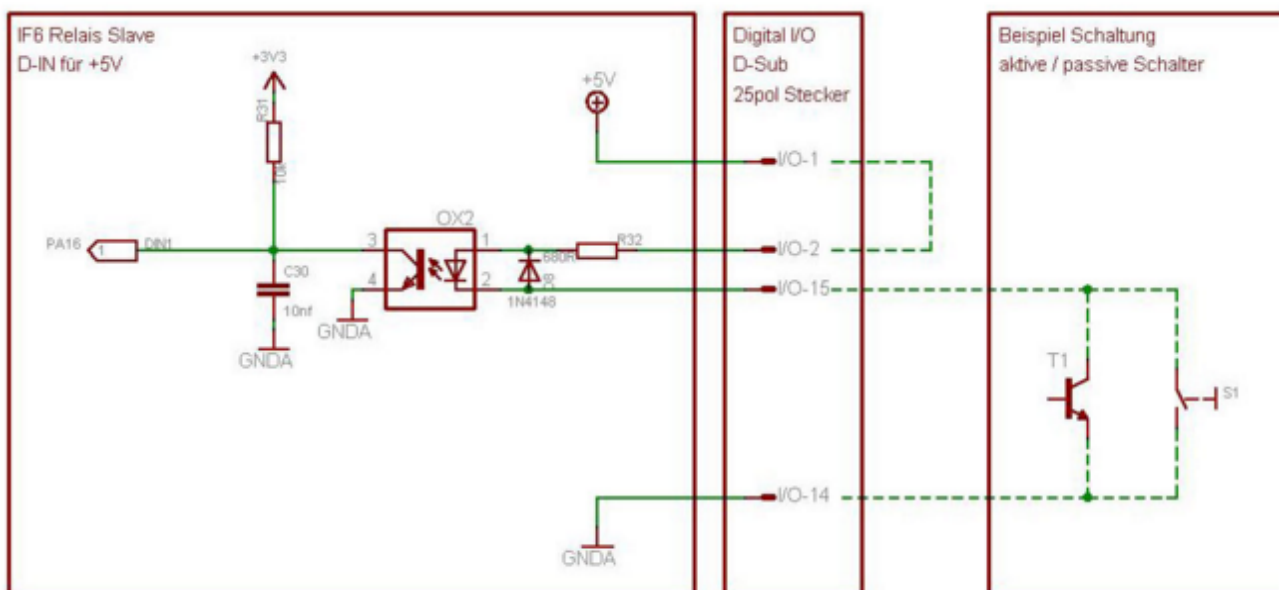 IF6 Relais Slave
D-IN für +5V
Digital I/O
D-Sub
25pol Stecker
Beispiel Schaltung
aktive / passive Schalter
+3V3
R31
10k
+5V
I/O-1
PA16
1
DIN1
OX2
3
4
1
2
680R
R32
I/O-2
D8
1N4148
I/O-15
C30
10nf
GNDA
GNDA
T1
S1
I/O-14
GNDA